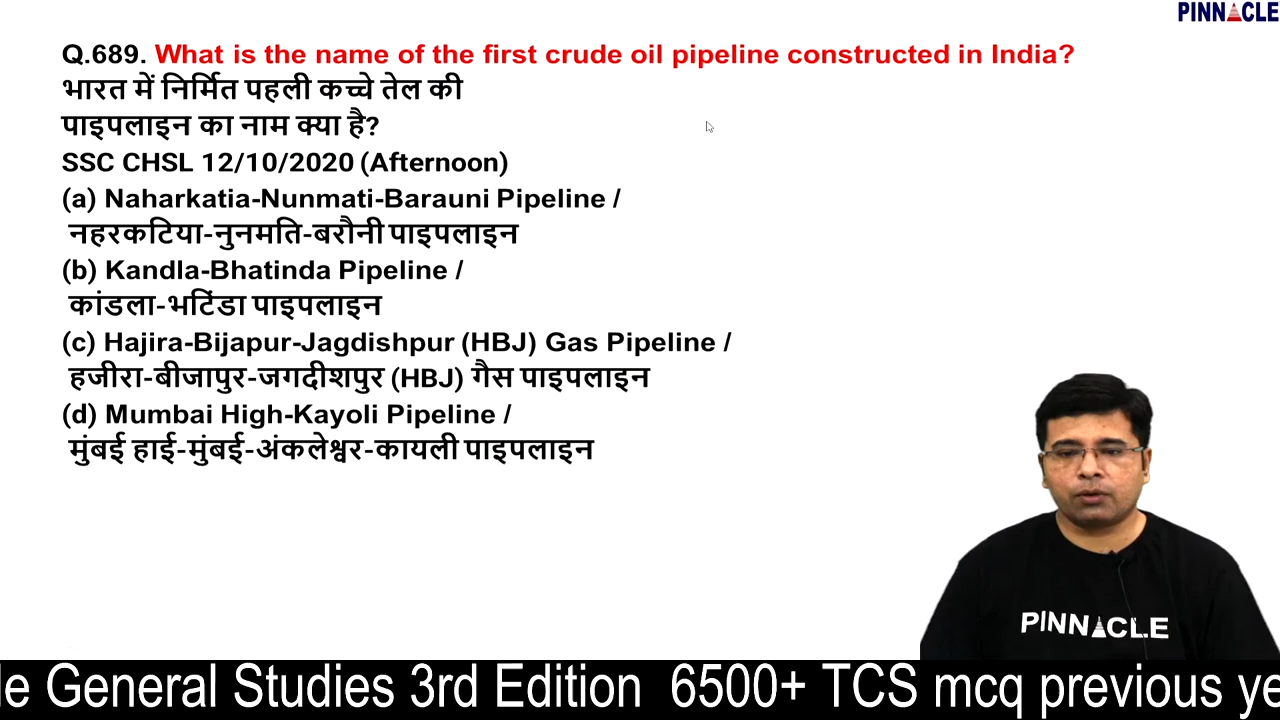 PINNACLE
Q.689. What is the name of the first crude oil pipeline constructed in India?
भारत में निर्मित पहली कच्चे तेल की
पाइपलाइन का नाम क्या है?
SSC CHSL 12/10/2020 (Afternoon)
(a) Naharkatia-Nunmati-Barauni Pipeline /
नहरकटिया-नुनमति-बरौनी पाइपलाइन
(b) Kandla-Bhatinda Pipeline /
कांडला-भटिंडा पाइपलाइन
(c) Hajira-Bijapur-Jagdishpur (HBJ) Gas Pipeline /
हजीरा-बीजापुर-जगदीशपुर (HBJ) गैस पाइपलाइन
(d) Mumbai High-Kayoli Pipeline /
मुंबई हाई-मुंबई-अंकलेश्वर-कायली पाइपलाइन
PINNACLE
le General Studies 3rd Edition 6500+ TCS mcq previous ye